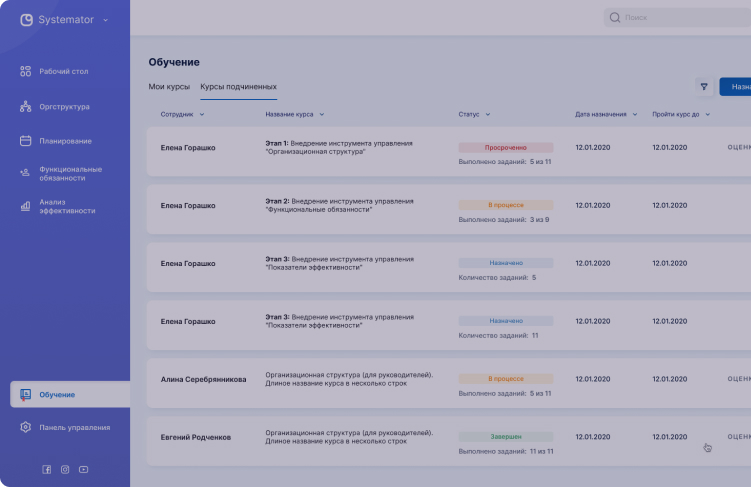 Systemator
Поиск
Рабочий стол
Оргструктура
Планирование
Функциональные
обязанности
Анализ
эффективности
Обучение
Панель управления
Обучение
Мои курсы Курсы подчиненных
Сотрудник Название курса Статус Дата назначения Пройти курс до
Елена Горашко
Этап 1: Внедрение инструмента управления
"Организационная структура"
Просроченно
Выполнено заданий: 5 из 11
12.01.2020 12.01.2020
Елена Горашко
Этап 2: Внедрение инструмента управления
"Функциональные обязанности"
В процессе
Выполнено заданий: 3 из 9
12.01.2020 12.01.2020
Елена Горашко
Этап 3: Внедрение инструмента управления
"Показатели эффективности"
Назначено
Количество заданий: 5
12.01.2020 12.01.2020
Елена Горашко
Этап 3: Внедрение инструмента управления
"Показатели эффективности"
Назначено
Количество заданий: 11
12.01.2020 12.01.2020
Алина Серебрянникова
Организационная структура (для руководителей).
Длиное название курса в несколько строк
В процессе
Выполнено заданий: 5 из 11
12.01.2020 12.01.2020
Евгений Родченков
Организационная структура (для руководителей).
Длиное название курса в несколько строк
Завершен
Выполнено заданий: 11 из 11
12.01.2020 12.01.2020